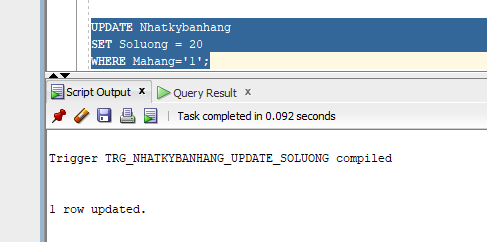 UPDATE Nhatkybanhang
SET Soluong = 20
WHERE Mahang='1';
Script Output x Query Result x
Task completed in 0.092 seconds
Trigger TRG_NHATKYBANHANG_UPDATE_SOLUONG compiled
1 row updated.